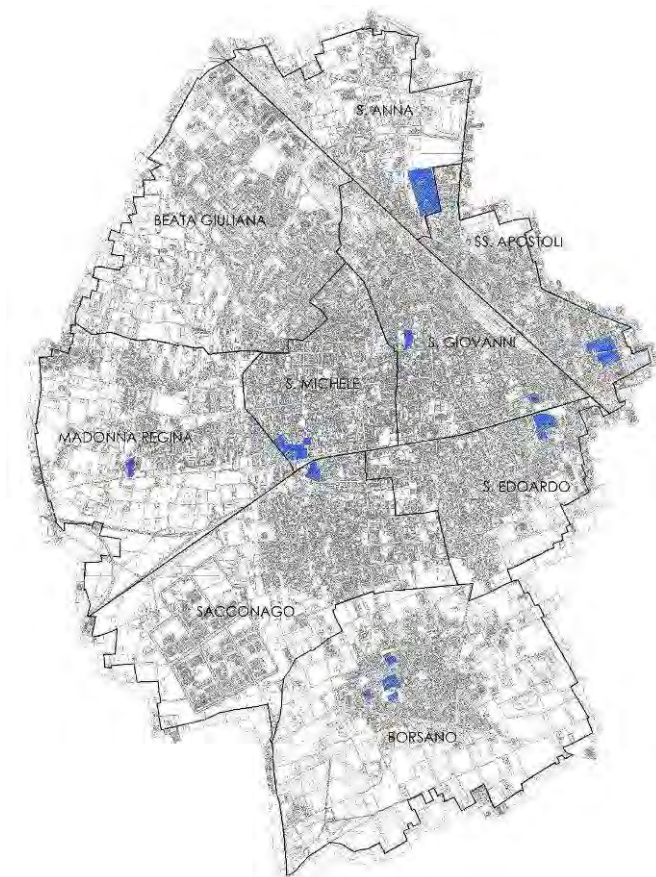 S. ANNA
BEATA GIULIANA
SS. APOSTOLI
S. GIOVANNI
S. MICHELE
MADONNA REGINA
S. EDOARDO
SACCONAGO
BORSANO